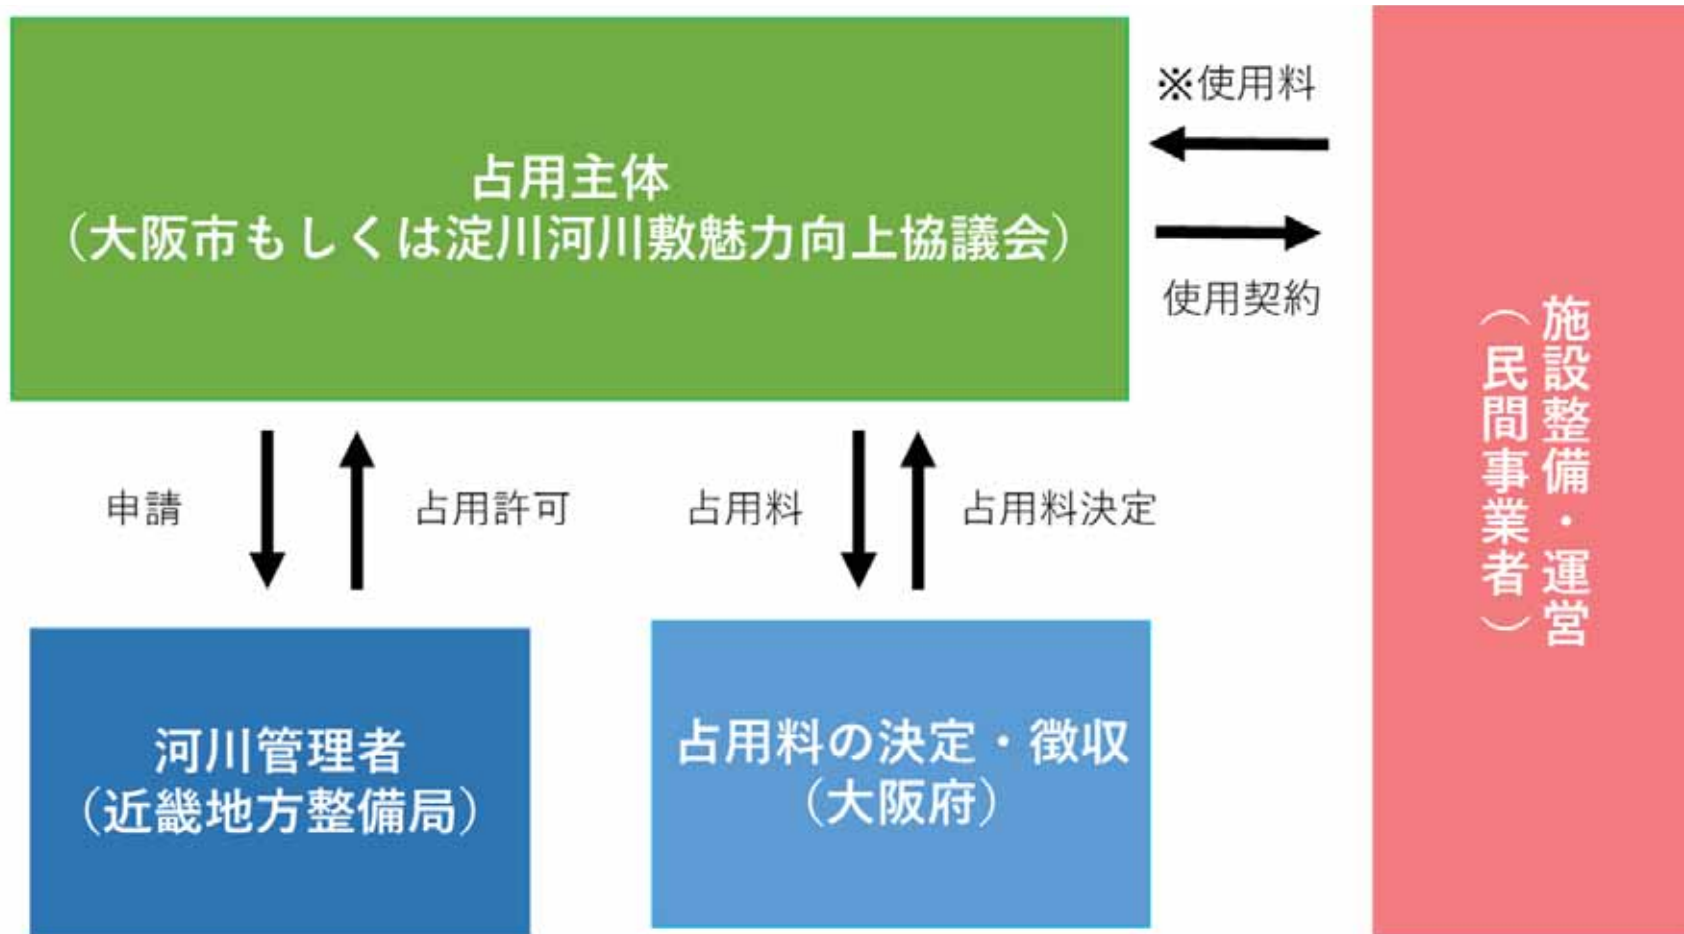 占用主体
（大阪市もしくは淀川河川敷魅力向上協議会）
※使用料
使用契約
施設整備・運営
（民間事業者）
申請
占用許可
占用料
占用料決定
河川管理者
（近畿地方整備局）
占用料の決定・徴収
（大阪府）